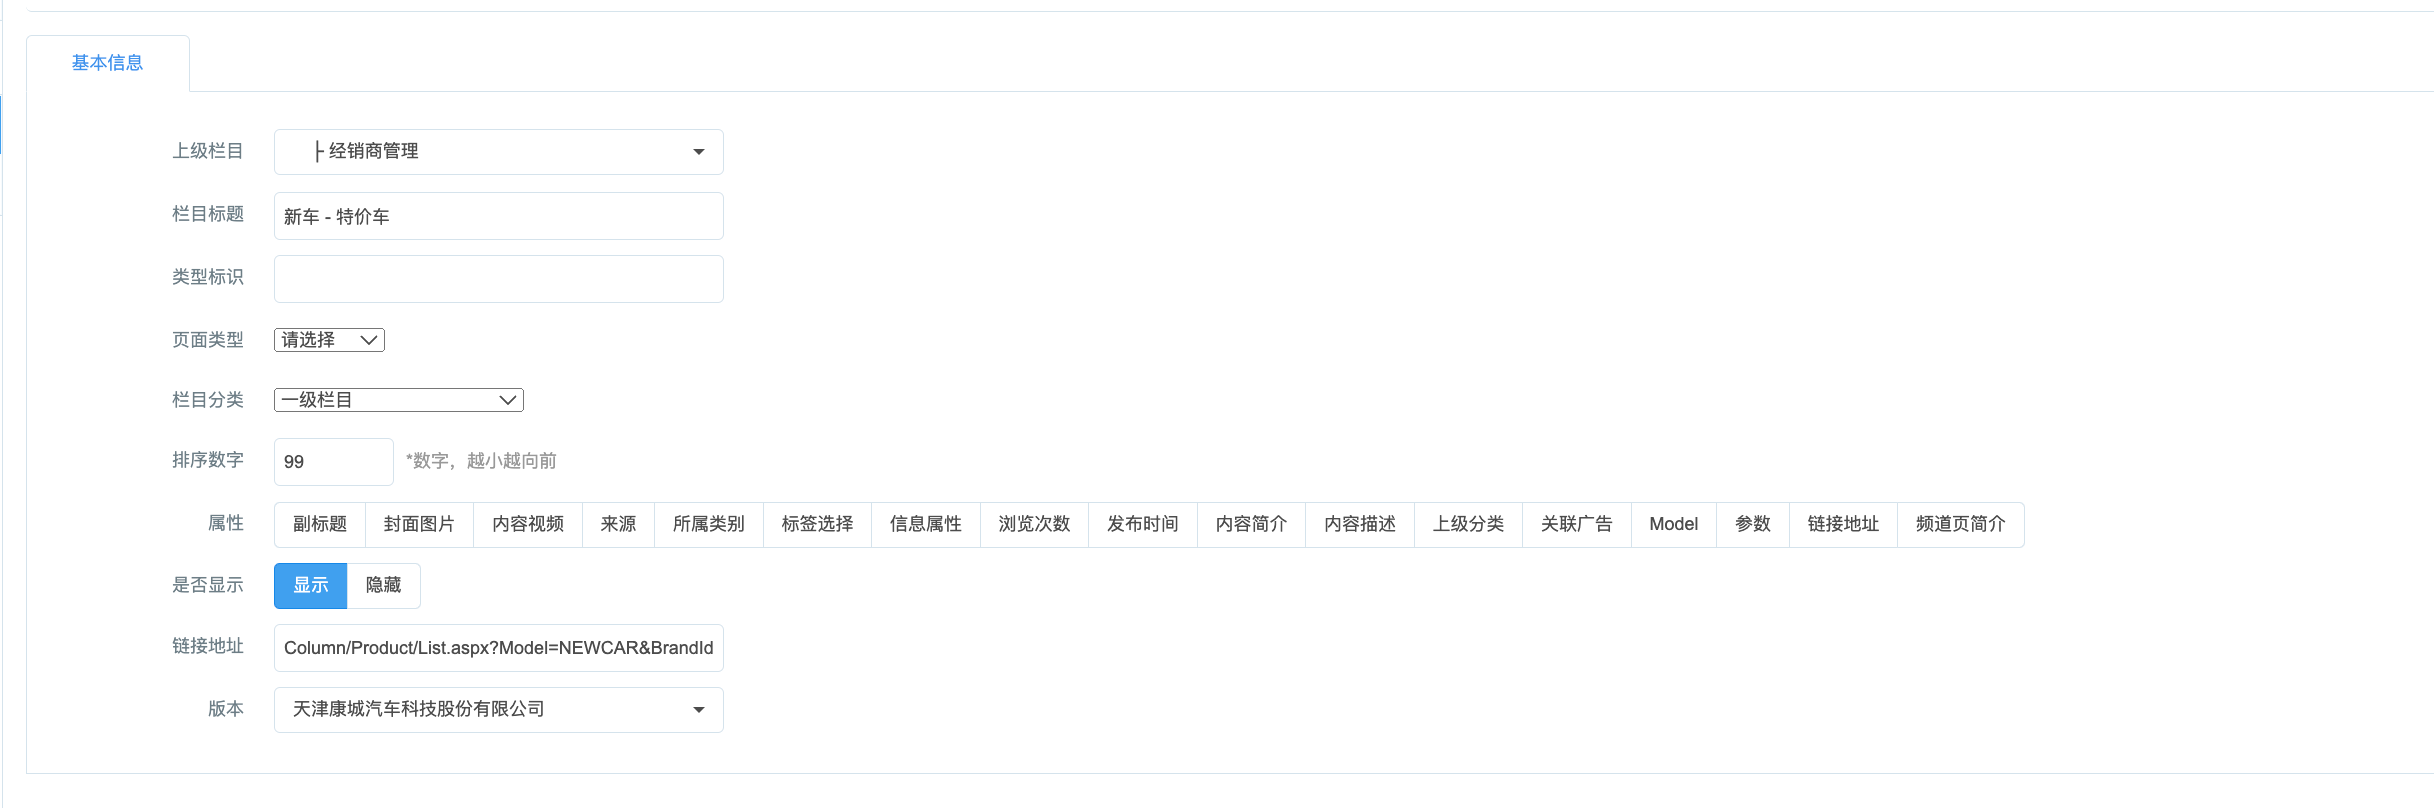 基本信息
上级栏目 ├ 经销商管理
栏目标题 新车 - 特价车
类型标识
页面类型 请选择
栏目分类 一级栏目
排序数字 99 *数字，越小越向前
属性 副标题 封面图片 内容视频 来源 所属类别 标签选择 信息属性 浏览次数 发布时间 内容简介 内容描述 上级分类 关联广告 Model 参数 链接地址 频道页简介
是否显示 显示 隐藏
链接地址 Column/Product/List.aspx?Model=NEWCAR&BrandId
版本 天津康城汽车科技股份有限公司